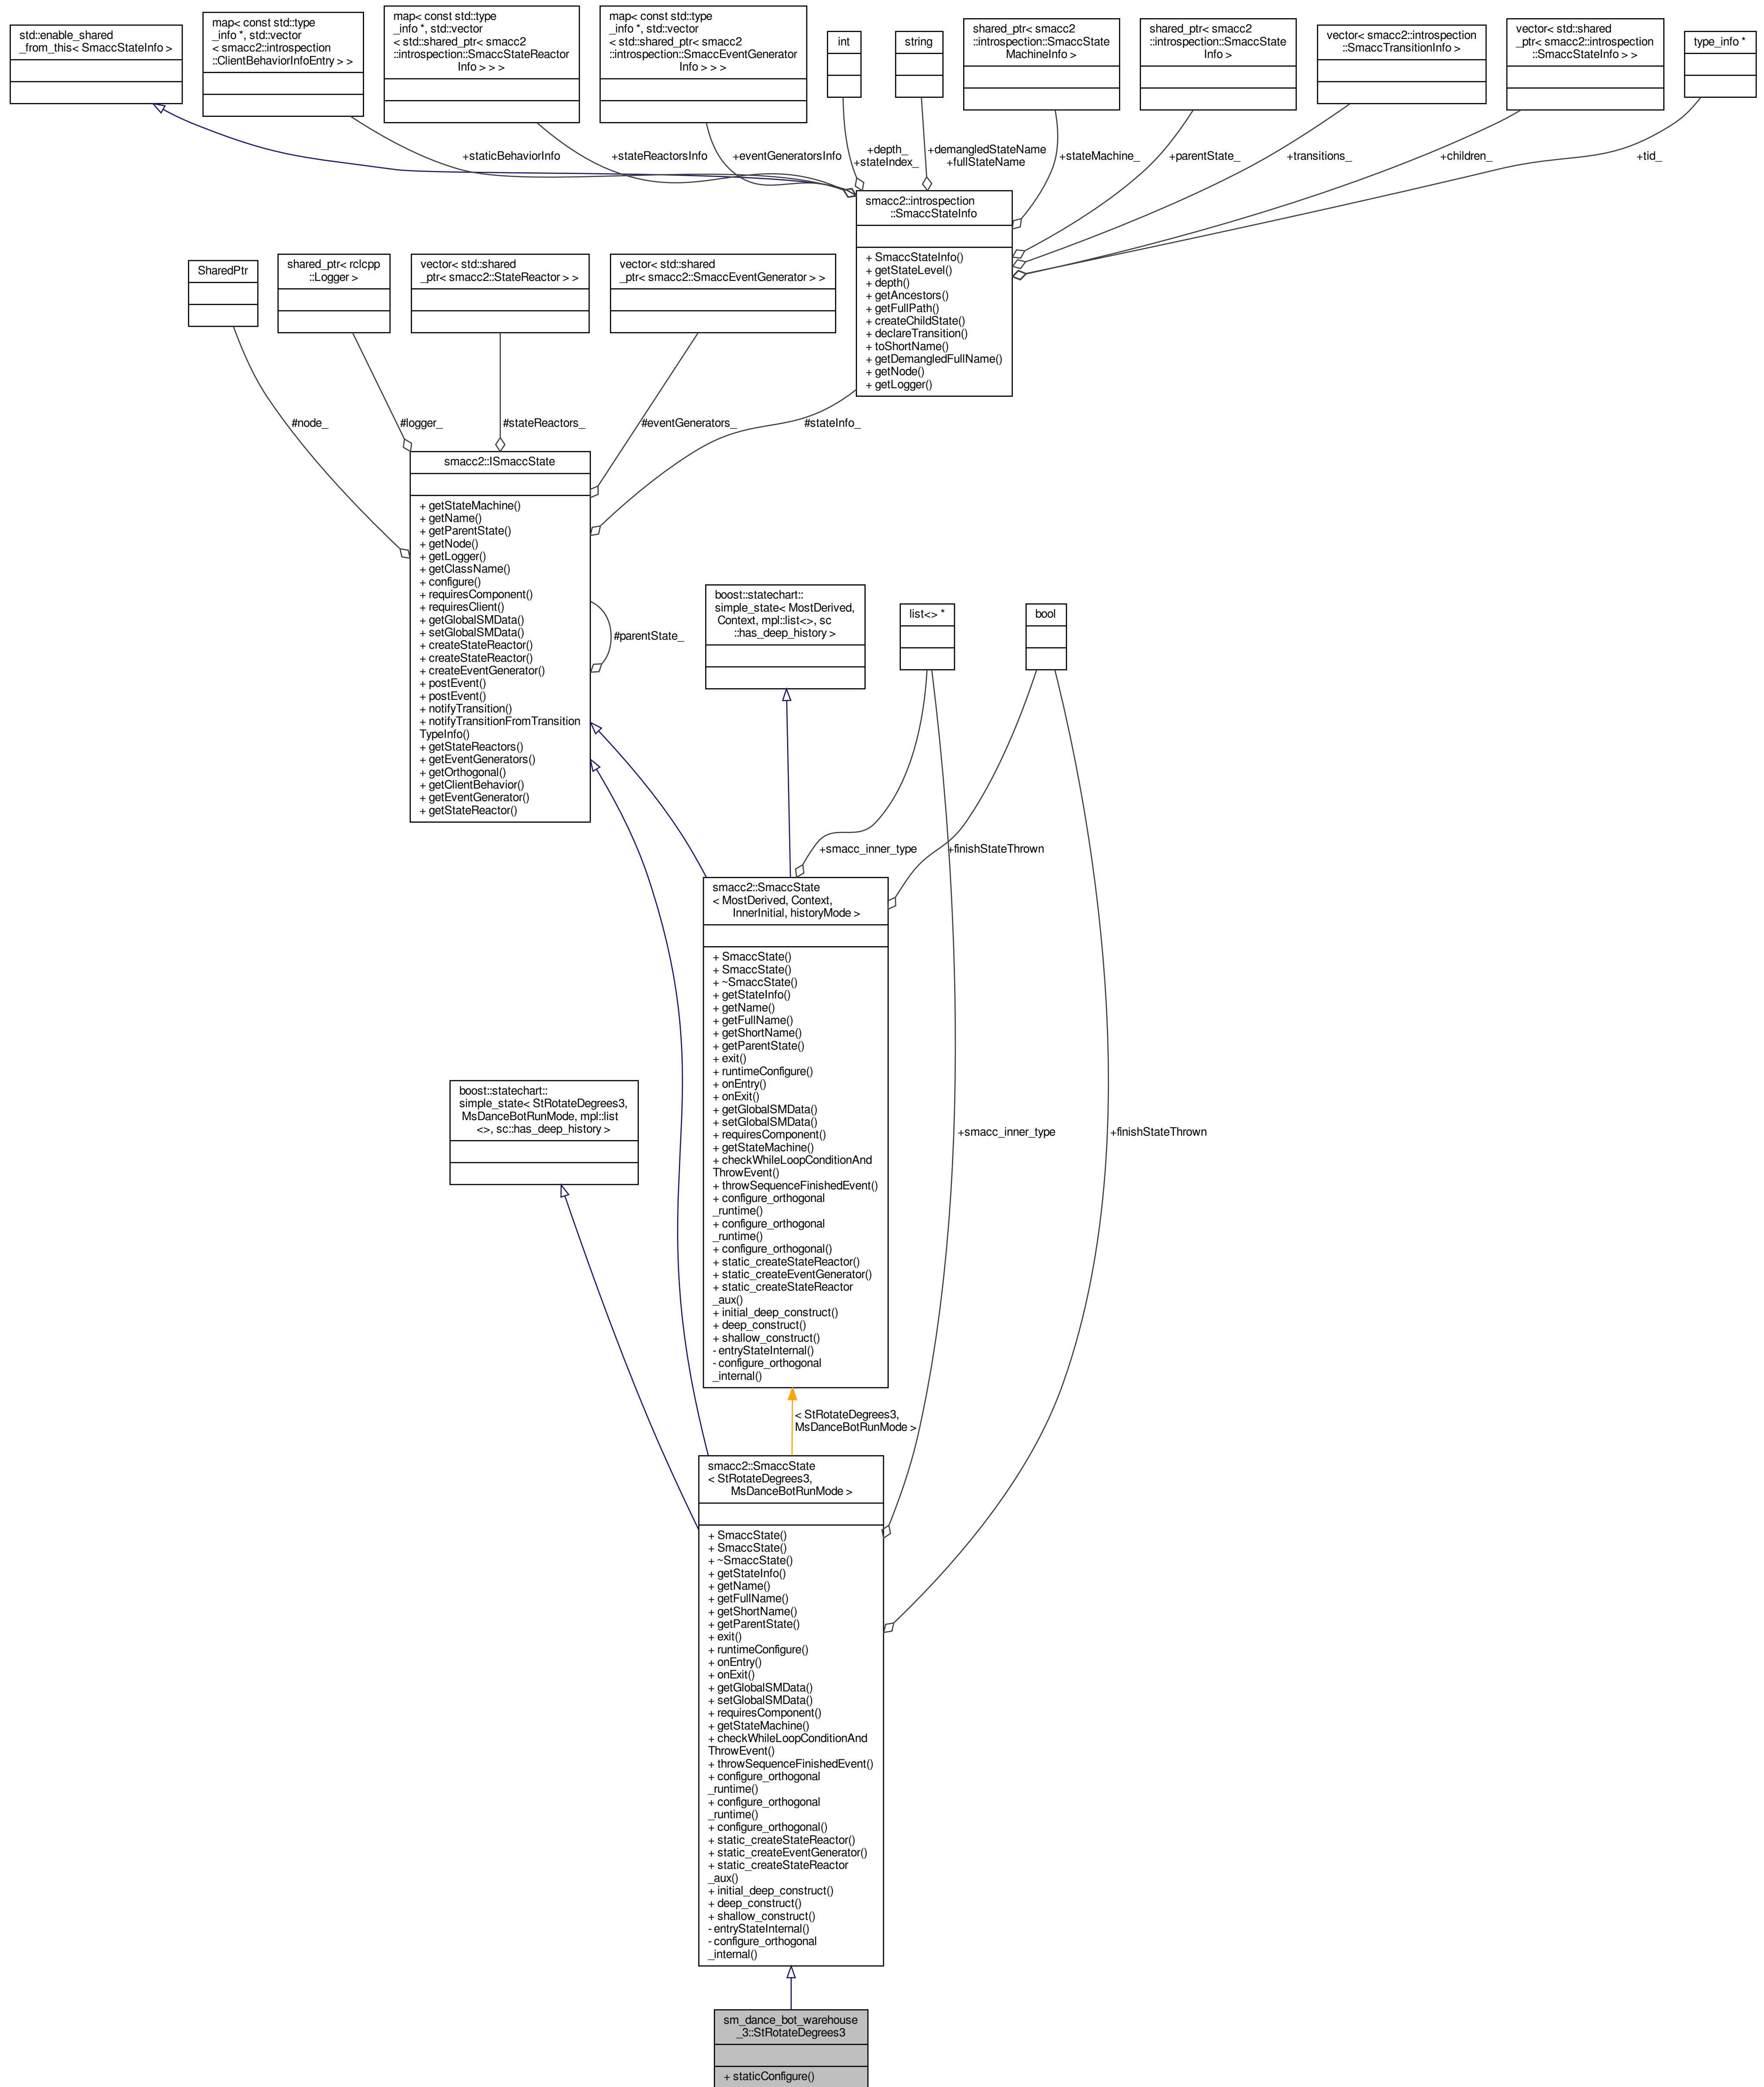 std::enable_shared
_from_this< SmaccStateInfo >
map< const std::type
_info *, std::vector
< smacc2::introspection
::ClientBehaviorInfoEntry > >
map< const std::type
_info *, std::vector
< std::shared_ptr< smacc2
::introspection::SmaccStateReactor
Info > > >
map< const std::type
_info *, std::vector
< std::shared_ptr< smacc2
::introspection::SmaccEventGenerator
Info > > >
int
string
shared_ptr< smacc2
::introspection::SmaccState
MachineInfo >
shared_ptr< smacc2
::introspection::SmaccState
Info >
vector< smacc2::introspection
::SmaccTransitionInfo >
vector< std::shared
_ptr< smacc2::introspection
::SmaccStateInfo > >
type_info *
+staticBehaviorInfo
+stateReactorsInfo
+eventGeneratorsInfo
+depth_
+stateIndex_
+demangledStateName
+fullStateName
+stateMachine_
+parentState_
+transitions_
+children_
+tid_
smacc2::introspection
::SmaccStateInfo
+ SmaccStateInfo()
+ getStateLevel()
+ depth()
+ getAncestors()
+ getFullPath()
+ createChildState()
+ declareTransition()
+ toShortName()
+ getDemangledFullName()
+ getNode()
+ getLogger()
SharedPtr
shared_ptr< rclcpp
::Logger >
vector< std::shared
_ptr< smacc2::StateReactor > >
vector< std::shared
_ptr< smacc2::SmaccEventGenerator > >
#node_
#logger_
#stateReactors_
#eventGenerators_
#stateInfo_
smacc2::ISmaccState
+ getStateMachine()
+ getName()
+ getParentState()
+ getNode()
+ getLogger()
+ getClassName()
+ configure()
+ requiresComponent()
+ requiresClient()
+ getGlobalSMData()
+ setGlobalSMData()
+ createStateReactor()
+ createStateReactor()
+ createEventGenerator()
+ postEvent()
+ postEvent()
+ notifyTransition()
+ notifyTransitionFromTransition
TypeInfo()
+ getStateReactors()
+ getEventGenerators()
+ getOrthogonal()
+ getClientBehavior()
+ getEventGenerator()
+ getStateReactor()
#parentState_
boost::statechart::
simple_state< MostDerived,
Context, mpl::list<>, sc
::has_deep_history >
list<> *
bool
+smacc_inner_type
+finishStateThrown
smacc2::SmaccState
< MostDerived, Context,
InnerInitial, historyMode >
+ SmaccState()
+ SmaccState()
+ ~SmaccState()
+ getStateInfo()
+ getName()
+ getFullName()
+ getShortName()
+ getParentState()
+ exit()
+ runtimeConfigure()
+ onEntry()
+ onExit()
+ getGlobalSMData()
+ setGlobalSMData()
+ requiresComponent()
+ getStateMachine()
+ checkWhileLoopConditionAnd
ThrowEvent()
+ throwSequenceFinishedEvent()
+ configure_orthogonal
_runtime()
+ configure_orthogonal
_runtime()
+ configure_orthogonal()
+ static_createStateReactor()
+ static_createEventGenerator()
+ static_createStateReactor
_aux()
+ initial_deep_construct()
+ deep_construct()
+ shallow_construct()
- entryStateInternal()
- configure_orthogonal
_internal()
boost::statechart::
simple_state< StRotateDegrees3,
MsDanceBotRunMode, mpl::list
<>, sc::has_deep_history >
+smacc_inner_type
+finishStateThrown
< StRotateDegrees3,
MsDanceBotRunMode >
smacc2::SmaccState
< StRotateDegrees3,
MsDanceBotRunMode >
+ SmaccState()
+ SmaccState()
+ ~SmaccState()
+ getStateInfo()
+ getName()
+ getFullName()
+ getShortName()
+ getParentState()
+ exit()
+ runtimeConfigure()
+ onEntry()
+ onExit()
+ getGlobalSMData()
+ setGlobalSMData()
+ requiresComponent()
+ getStateMachine()
+ checkWhileLoopConditionAnd
ThrowEvent()
+ throwSequenceFinishedEvent()
+ configure_orthogonal
_runtime()
+ configure_orthogonal
_runtime()
+ configure_orthogonal()
+ static_createStateReactor()
+ static_createEventGenerator()
+ static_createStateReactor
_aux()
+ initial_deep_construct()
+ deep_construct()
+ shallow_construct()
- entryStateInternal()
- configure_orthogonal
_internal()
sm_dance_bot_warehouse
_3::StRotateDegrees3
+ staticConfigure()